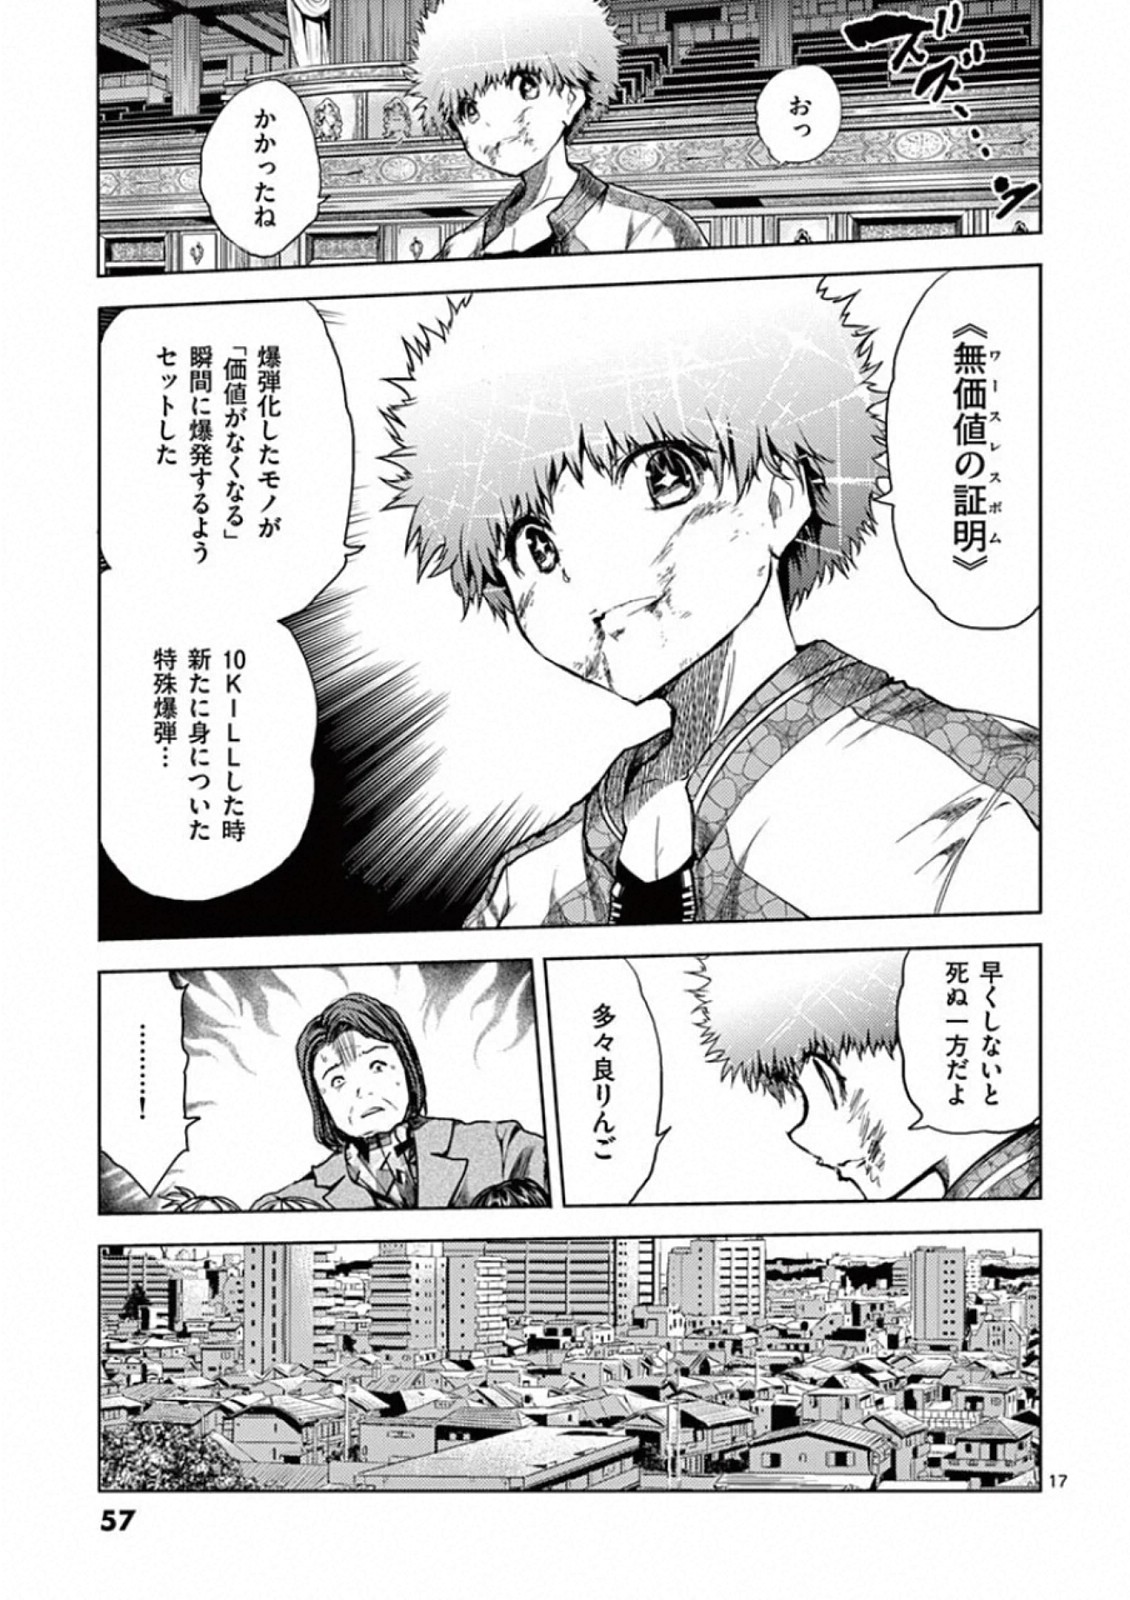 ズズ…ン
おっ
かかったね
《無価値の証明》
ワースレスボム
爆弾化したモノが
「価値がなくなる」
瞬間に爆発するよう
セットした
10KILLした時
新たに身についた
特殊爆弾…
早くしないと
死ぬ一方だよ
多々良りんご
………！
17
57